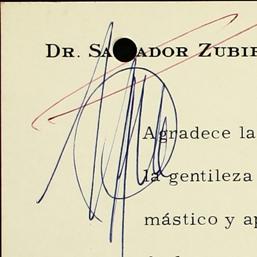 DR. SA ADOR ZUBIR
Agradece la
la gentileza
mástico y ap